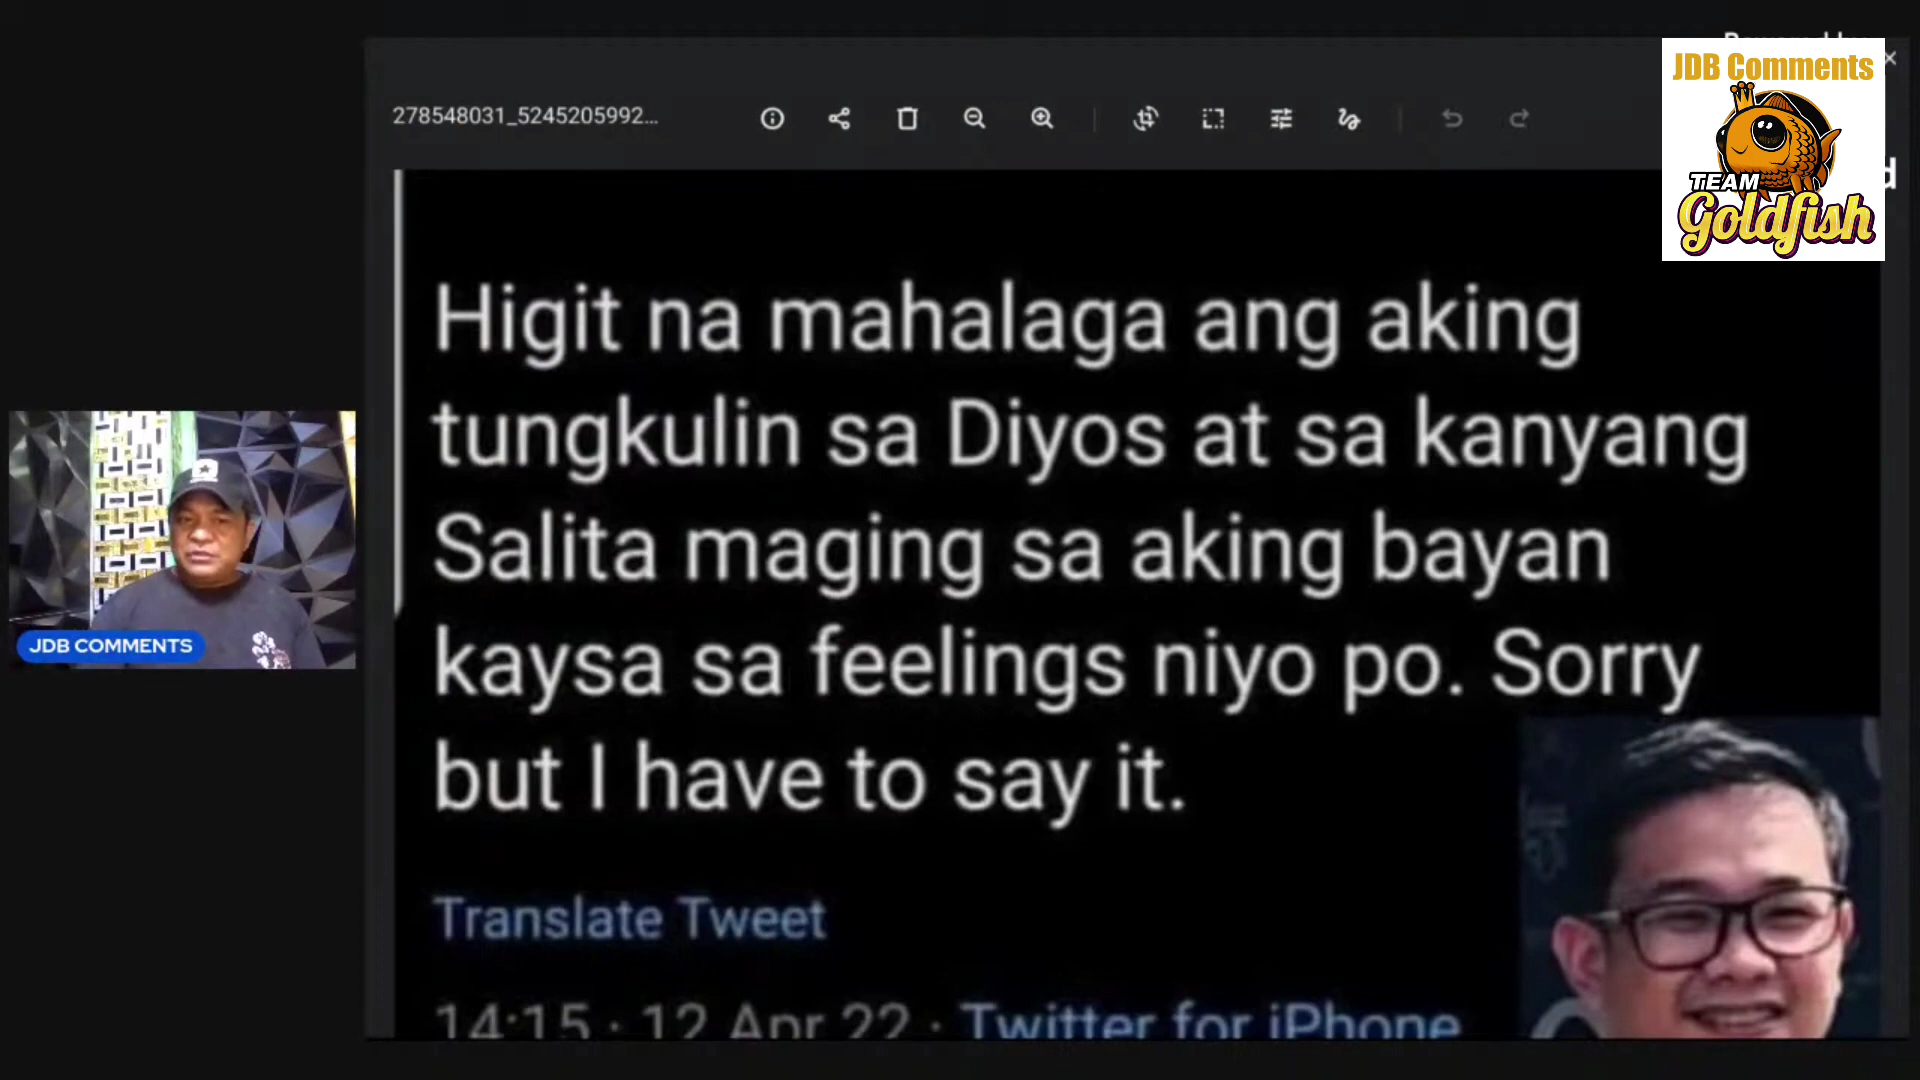 JDB Comments
TEAM
Goldfish
278548031_5245205992...
Higit na mahalaga ang aking
tungkulin sa Diyos at sa kanyang
Salita maging sa aking bayan
kaysa sa feelings niyo po. Sorry
but I have to say it.
JDB COMMENTS
Translate Tweet
14:15 · 12 Apr 22 · Twitter for iPhone